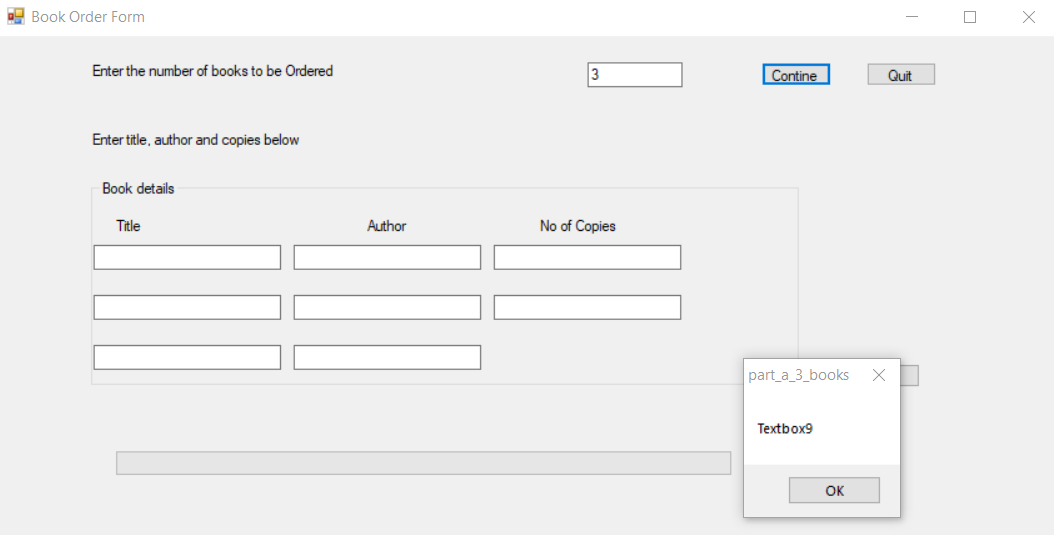 Book Order Form
Enter the number of books to be Ordered
3
Contine
Quit
Enter title, author and copies below
Book details
Title Author No of Copies
part_a_3_books
Textbox9
OK